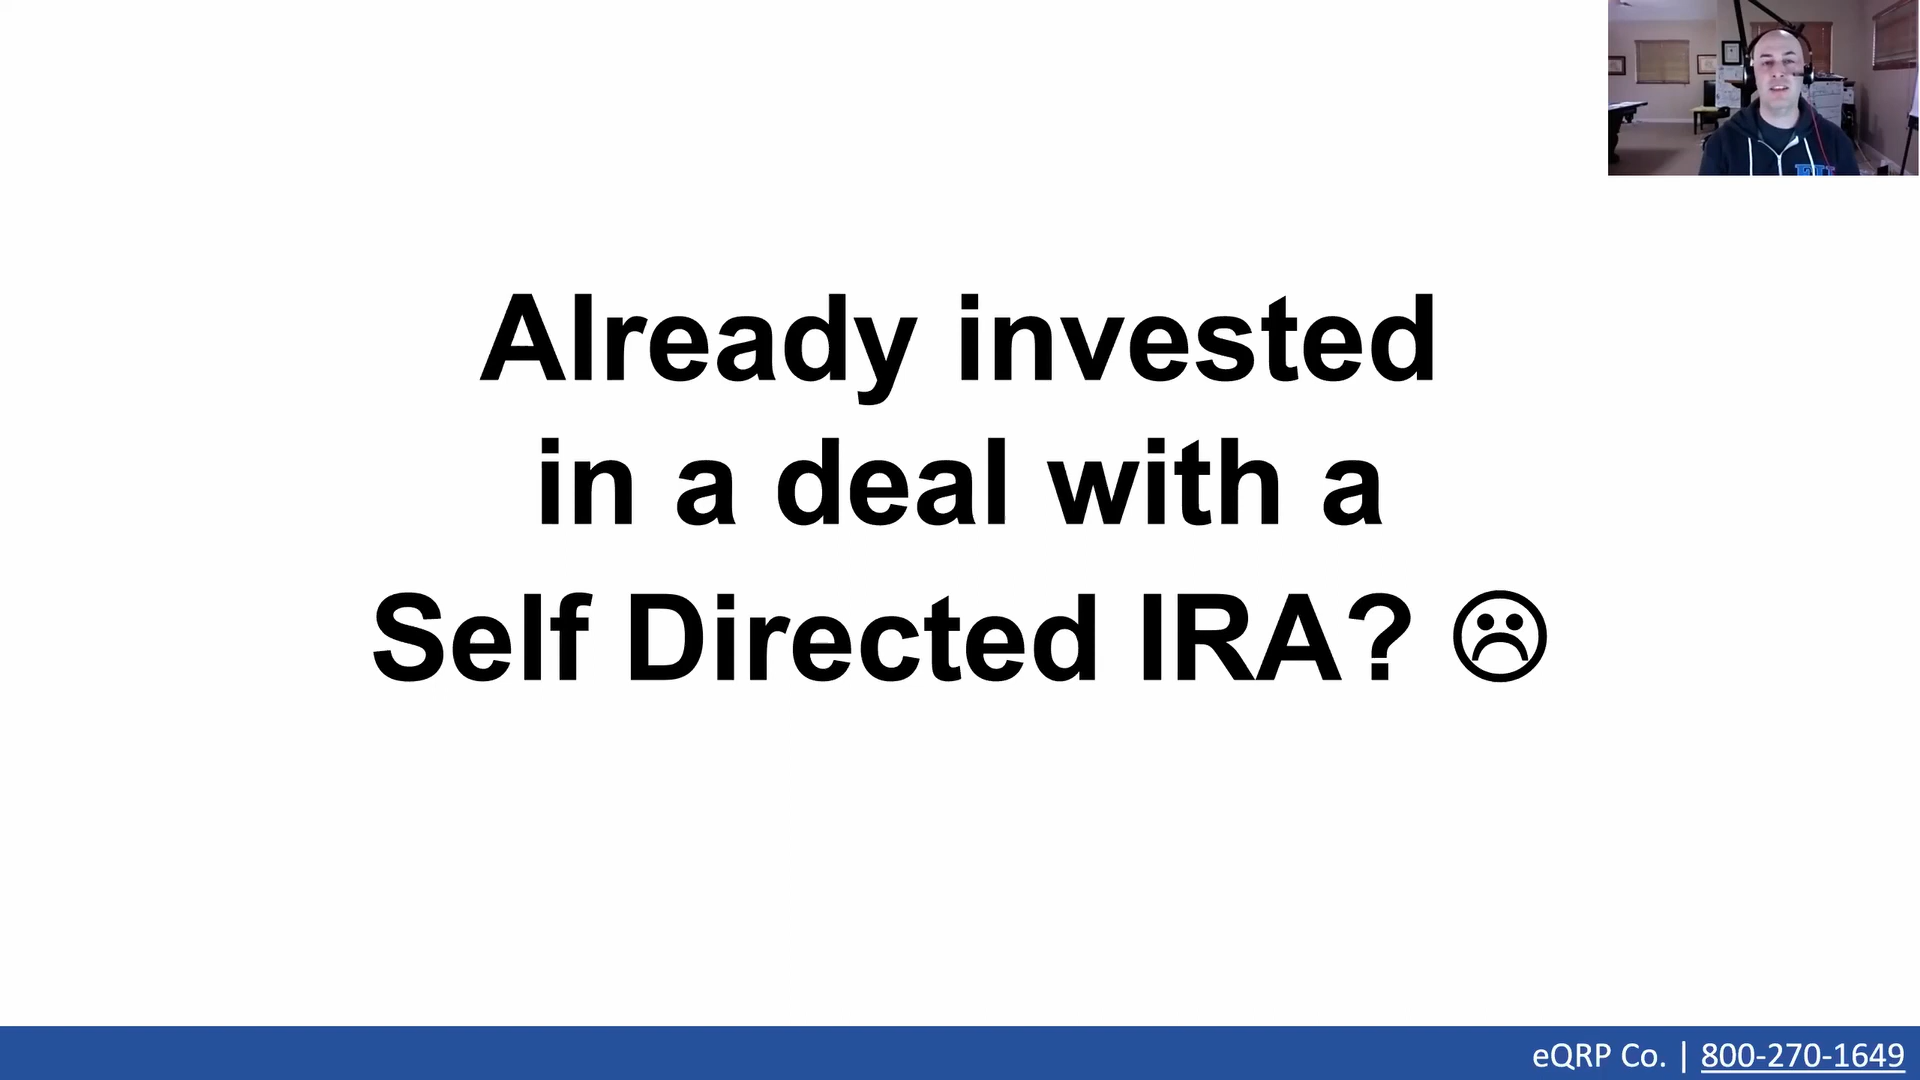 Already invested
in a deal with a
Self Directed IRA? ☹
eQRP Co. | 800-270-1649